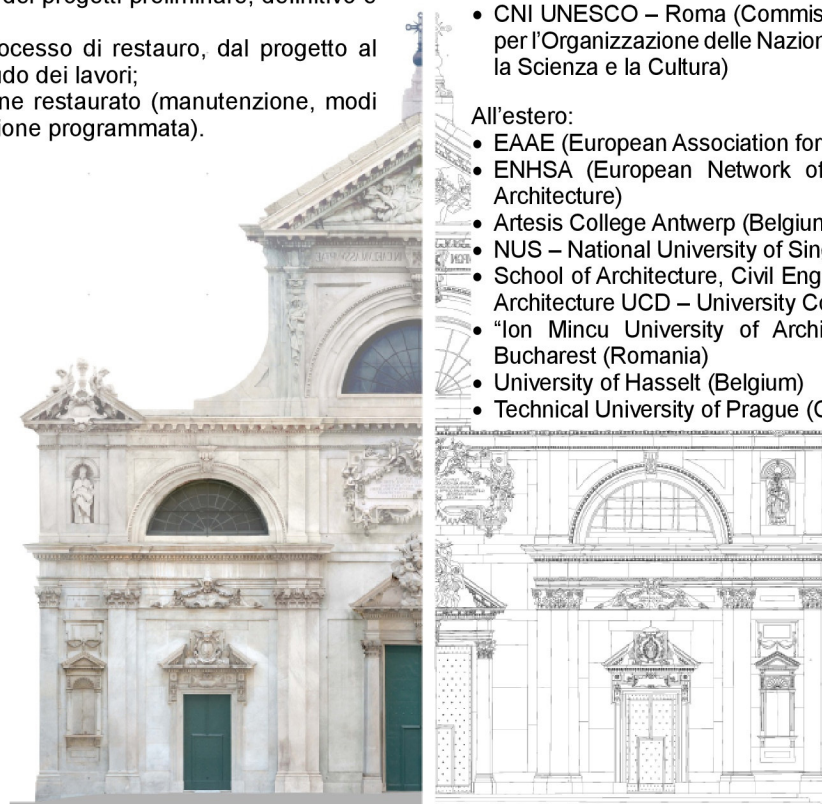 dei progetti preliminare, definitivo e
ocesso di restauro, dal progetto al
udo dei lavori;
ne restaurato (manutenzione, modi
ione programmata).
• CNI UNESCO – Roma (Commis
per l’Organizzazione delle Nazion
la Scienza e la Cultura)
All’estero:
• EAAE (European Association for
• ENHSA (European Network of
Architecture)
• Artesis College Antwerp (Belgium
• NUS – National University of Sin
• School of Architecture, Civil Eng
Architecture UCD – University Co
• “Ion Mincu University of Archi
Bucharest (Romania)
• University of Hasselt (Belgium)
• Technical University of Prague (C